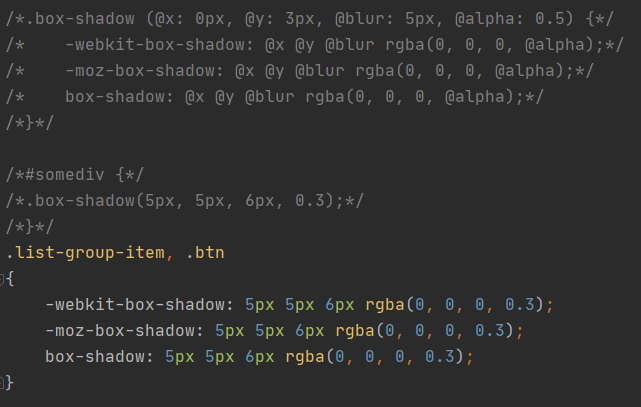 /*.box-shadow (@x: 0px, @y: 3px, @blur: 5px, @alpha: 0.5) {*/
/*    -webkit-box-shadow: @x @y @blur rgba(0, 0, 0, @alpha);*/
/*    -moz-box-shadow: @x @y @blur rgba(0, 0, 0, @alpha);*/
/*    box-shadow: @x @y @blur rgba(0, 0, 0, @alpha);*/
/*}*/

/*#somediv {*/
/*.box-shadow(5px, 5px, 6px, 0.3);*/
/*}*/
.list-group-item, .btn
{
    -webkit-box-shadow: 5px 5px 6px rgba(0, 0, 0, 0.3);
    -moz-box-shadow: 5px 5px 6px rgba(0, 0, 0, 0.3);
    box-shadow: 5px 5px 6px rgba(0, 0, 0, 0.3);
}